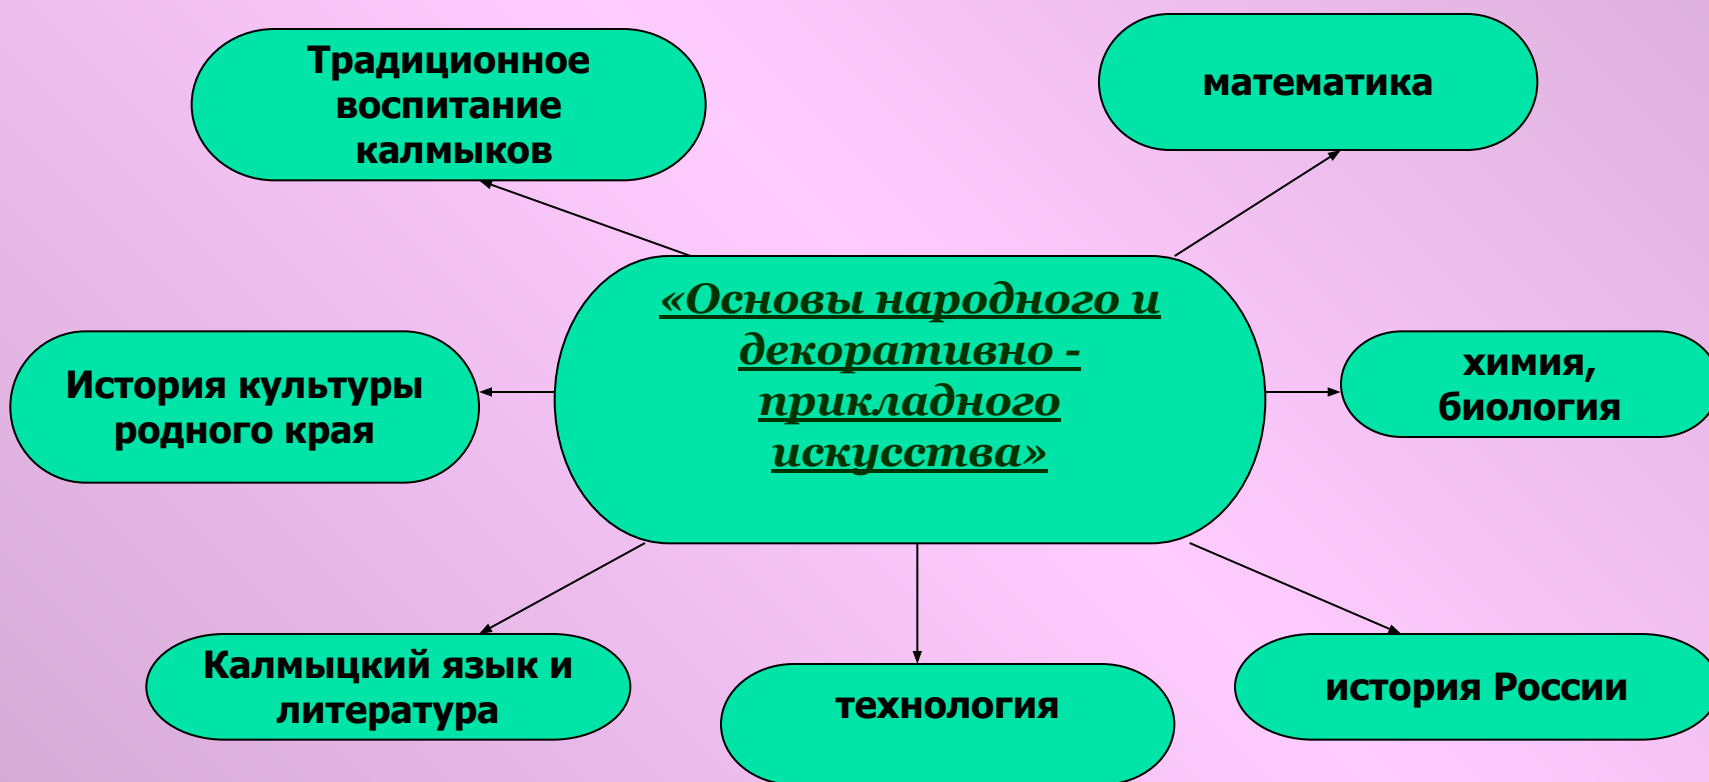 Традиционное
воспитание
калмыков
математика
«Основы народного и
декоративно -
прикладного
искусства»
История культуры
родного края
химия,
биология
Калмыцкий язык и
литература
технология
история России